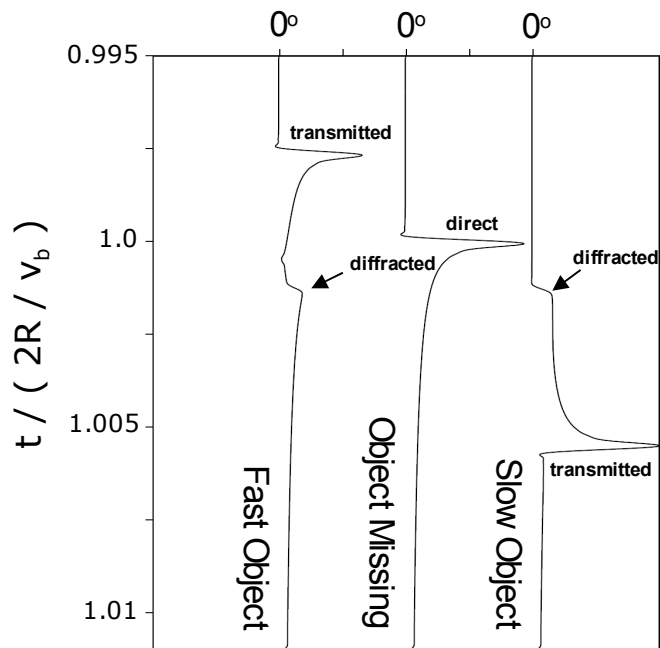 0º 0º 0º
0.995
transmitted
1.0
direct
diffracted
diffracted
t / ( 2R / v_b )
1.005
Fast Object
Object Missing
Slow Object
transmitted
1.01